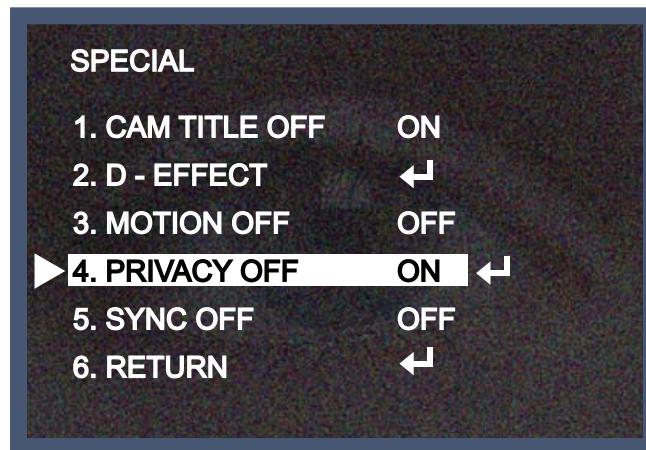 SPECIAL
1. CAM TITLE OFF ON
2. D - EFFECT ↵
3. MOTION OFF OFF
4. PRIVACY OFF ON ↵
5. SYNC OFF OFF
6. RETURN ↵